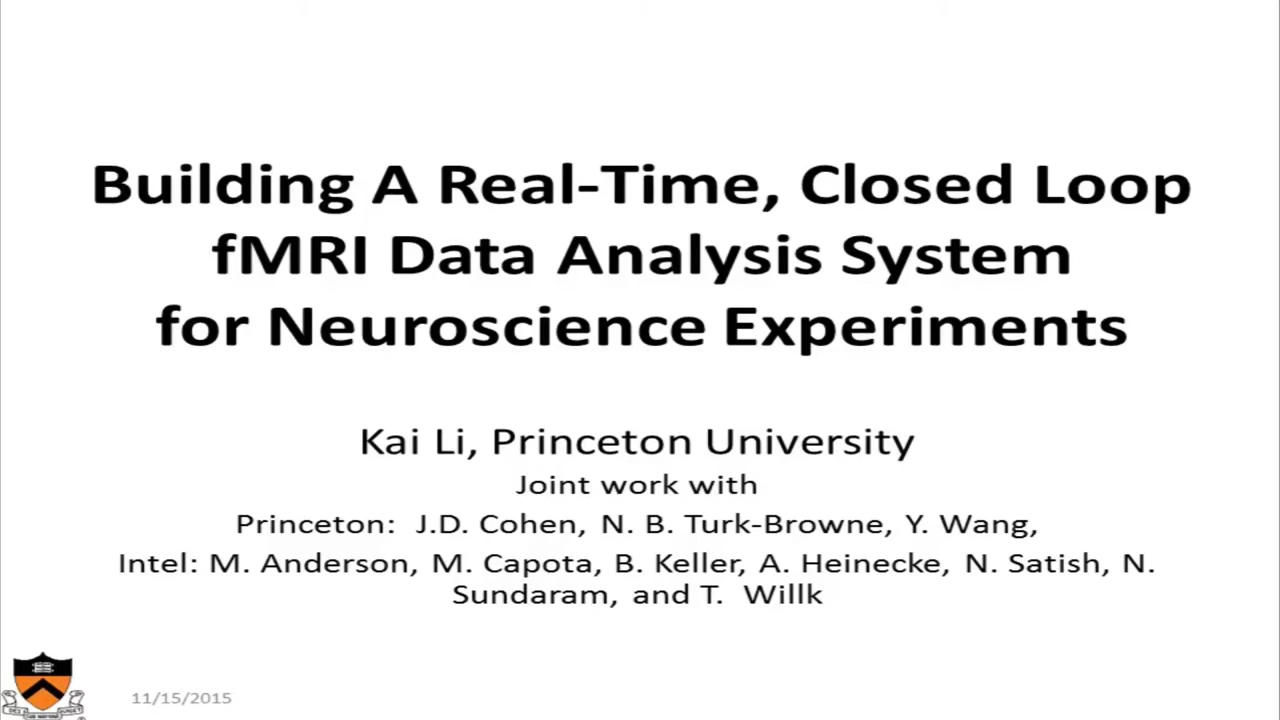 Building A Real-Time, Closed Loop
fMRI Data Analysis System
for Neuroscience Experiments
Kai Li, Princeton University
Joint work with
Princeton: J.D. Cohen, N. B. Turk-Browne, Y. Wang,
Intel: M. Anderson, M. Capota, B. Keller, A. Heinecke, N. Satish, N.
Sundaram, and T. Willk
11/15/2015